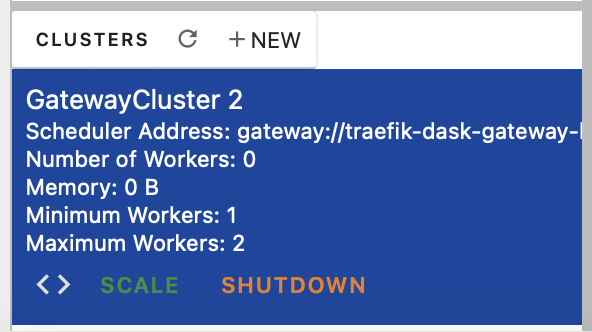 CLUSTERS + NEW
GatewayCluster 2
Scheduler Address: gateway://traefik-dask-gateway-
Number of Workers: 0
Memory: 0 B
Minimum Workers: 1
Maximum Workers: 2
<> SCALE SHUTDOWN